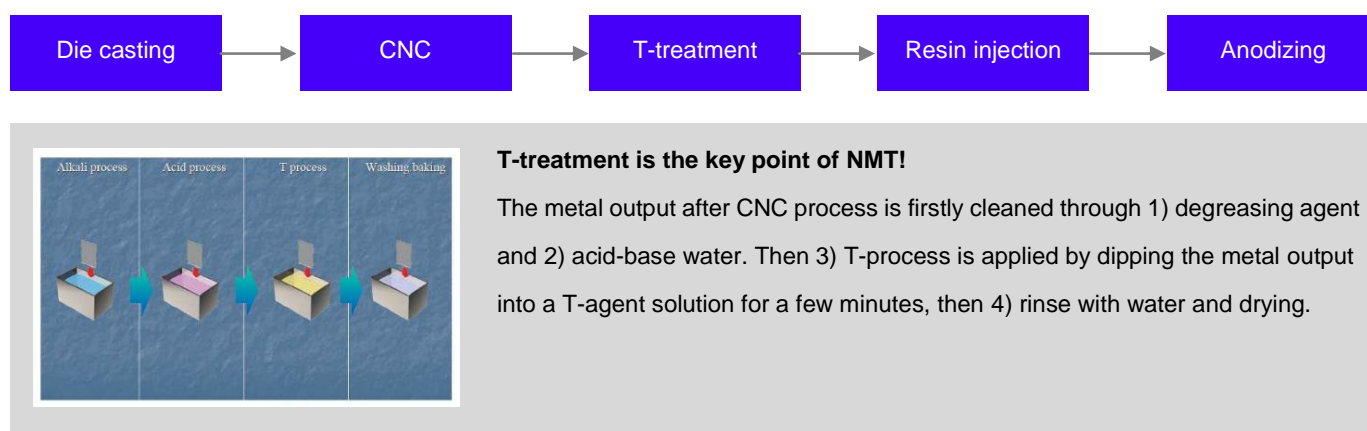 Die casting
CNC
T-treatment
Resin injection
Anodizing
Alkali process
Acid process
T process
Washing baking
T-treatment is the key point of NMT!
The metal output after CNC process is firstly cleaned through 1) degreasing agent
and 2) acid-base water. Then 3) T-process is applied by dipping the metal output
into a T-agent solution for a few minutes, then 4) rinse with water and drying.